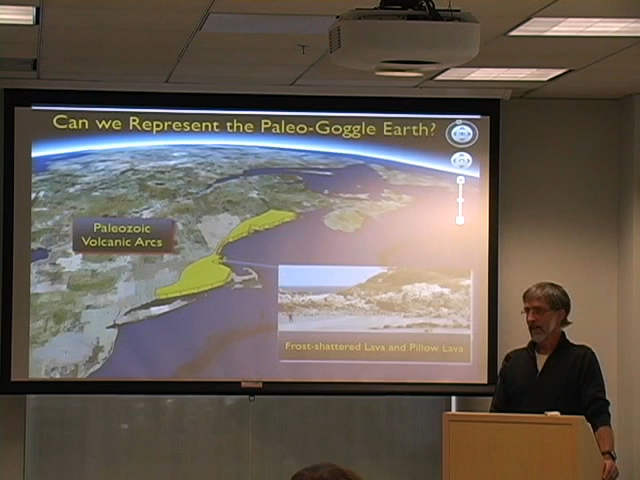 Can we Represent the Paleo-Goggle Earth?
Paleozoic
Volcanic Arcs
Frost-shattered Lava and Pillow Lava